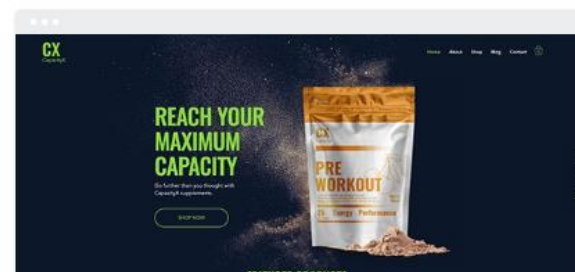 CX
CapacityX
Home About Shop Blog Contact
REACH YOUR
MAXIMUM
CAPACITY
Go further than you thought with
CapacityX supplements.
SHOP NOW
CX
PRE
WORKOUT
Energy Performance